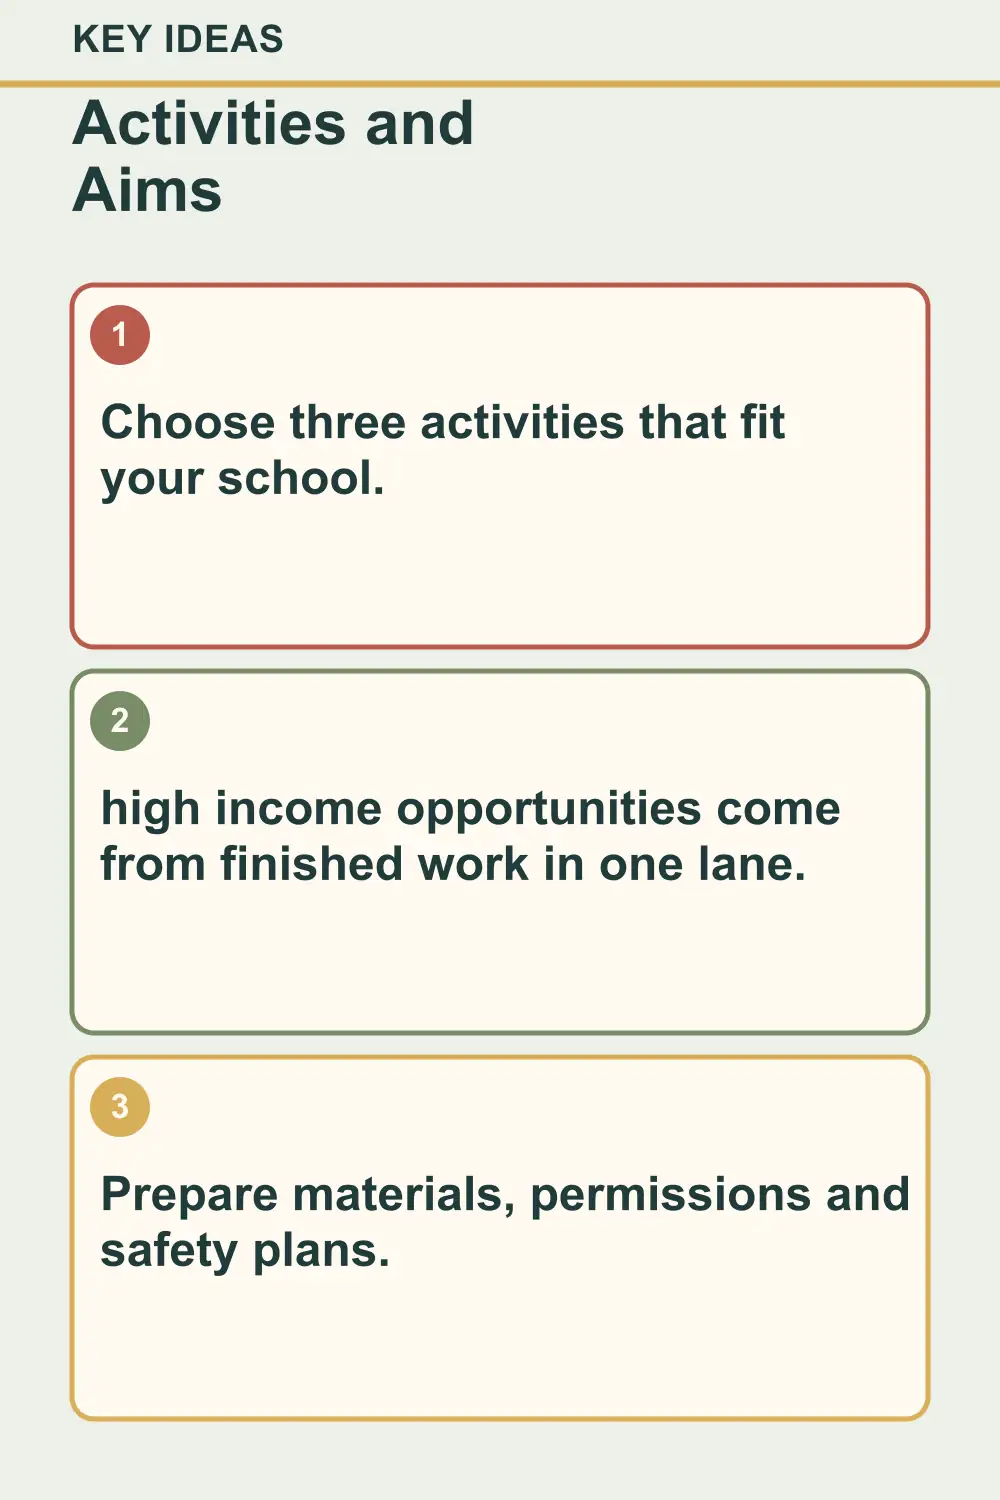 KEY IDEAS
Activities and
Aims
1
Choose three activities that fit
your school.
2
high income opportunities come
from finished work in one lane.
3
Prepare materials, permissions and
safety plans.